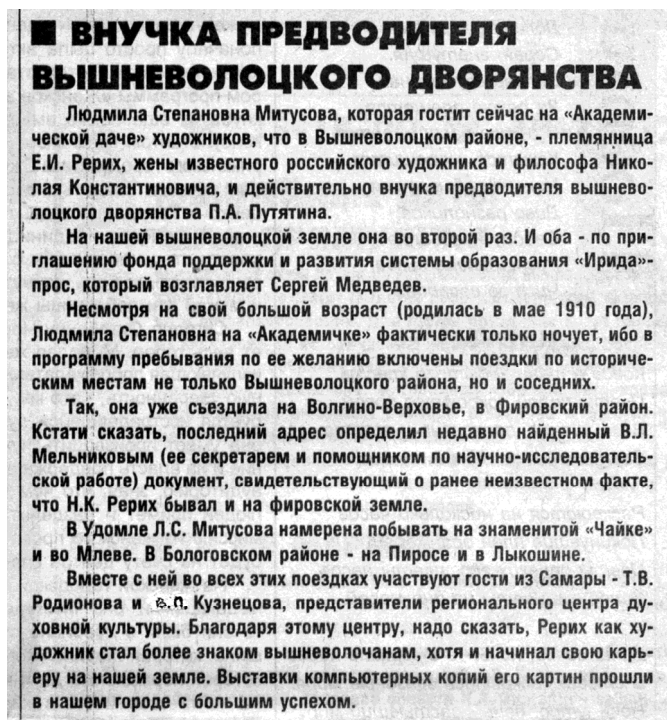 ■ ВНУЧКА ПРЕДВОДИТЕЛЯ
ВЫШНЕВОЛОЦКОГО ДВОРЯНСТВА
Людмила Степановна Митусова, которая гостит сейчас на «Академи-
ческой даче» художников, что в Вышневолоцком районе, - племянница
Е.И. Рерих, жены известного российского художника и философа Нико-
лая Константиновича, и действительно внучка предводителя вышнево-
лоцкого дворянства П.А. Путятина.
На нашей вышневолоцкой земле она во второй раз. И оба - по при-
глашению фонда поддержки и развития системы образования «Ирида»-
прос, который возглавляет Сергей Медведев.
Несмотря на свой большой возраст (родилась в мае 1910 года),
Людмила Степановна на «Академичке» фактически только ночует, ибо в
программу пребывания по ее желанию включены поездки по историче-
ским местам не только Вышневолоцкого района, но и соседних.
Так, она уже съездила на Волгино-Верховье, в Фировский район.
Кстати сказать, последний адрес определил недавно найденный В.Л.
Мельниковым (ее секретарем и помощником по научно-исследователь-
ской работе) документ, свидетельствующий о ранее неизвестном факте,
что Н.К. Рерих бывал и на фировской земле.
В Удомле Л.С. Митусова намерена побывать на знаменитой «Чайке»
и во Млеве. В Бологовском районе - на Пиросе и в Лыкошине.
Вместе с ней во всех этих поездках участвуют гости из Самары - Т.В.
Родионова и в.п. Кузнецова, представители регионального центра ду-
ховной культуры. Благодаря этому центру, надо сказать, Рерих как ху-
дожник стал более знаком вышневолочанам, хотя и начинал свою карь-
еру на нашей земле. Выставки компьютерных копий его картин прошли
в нашем городе с большим успехом.